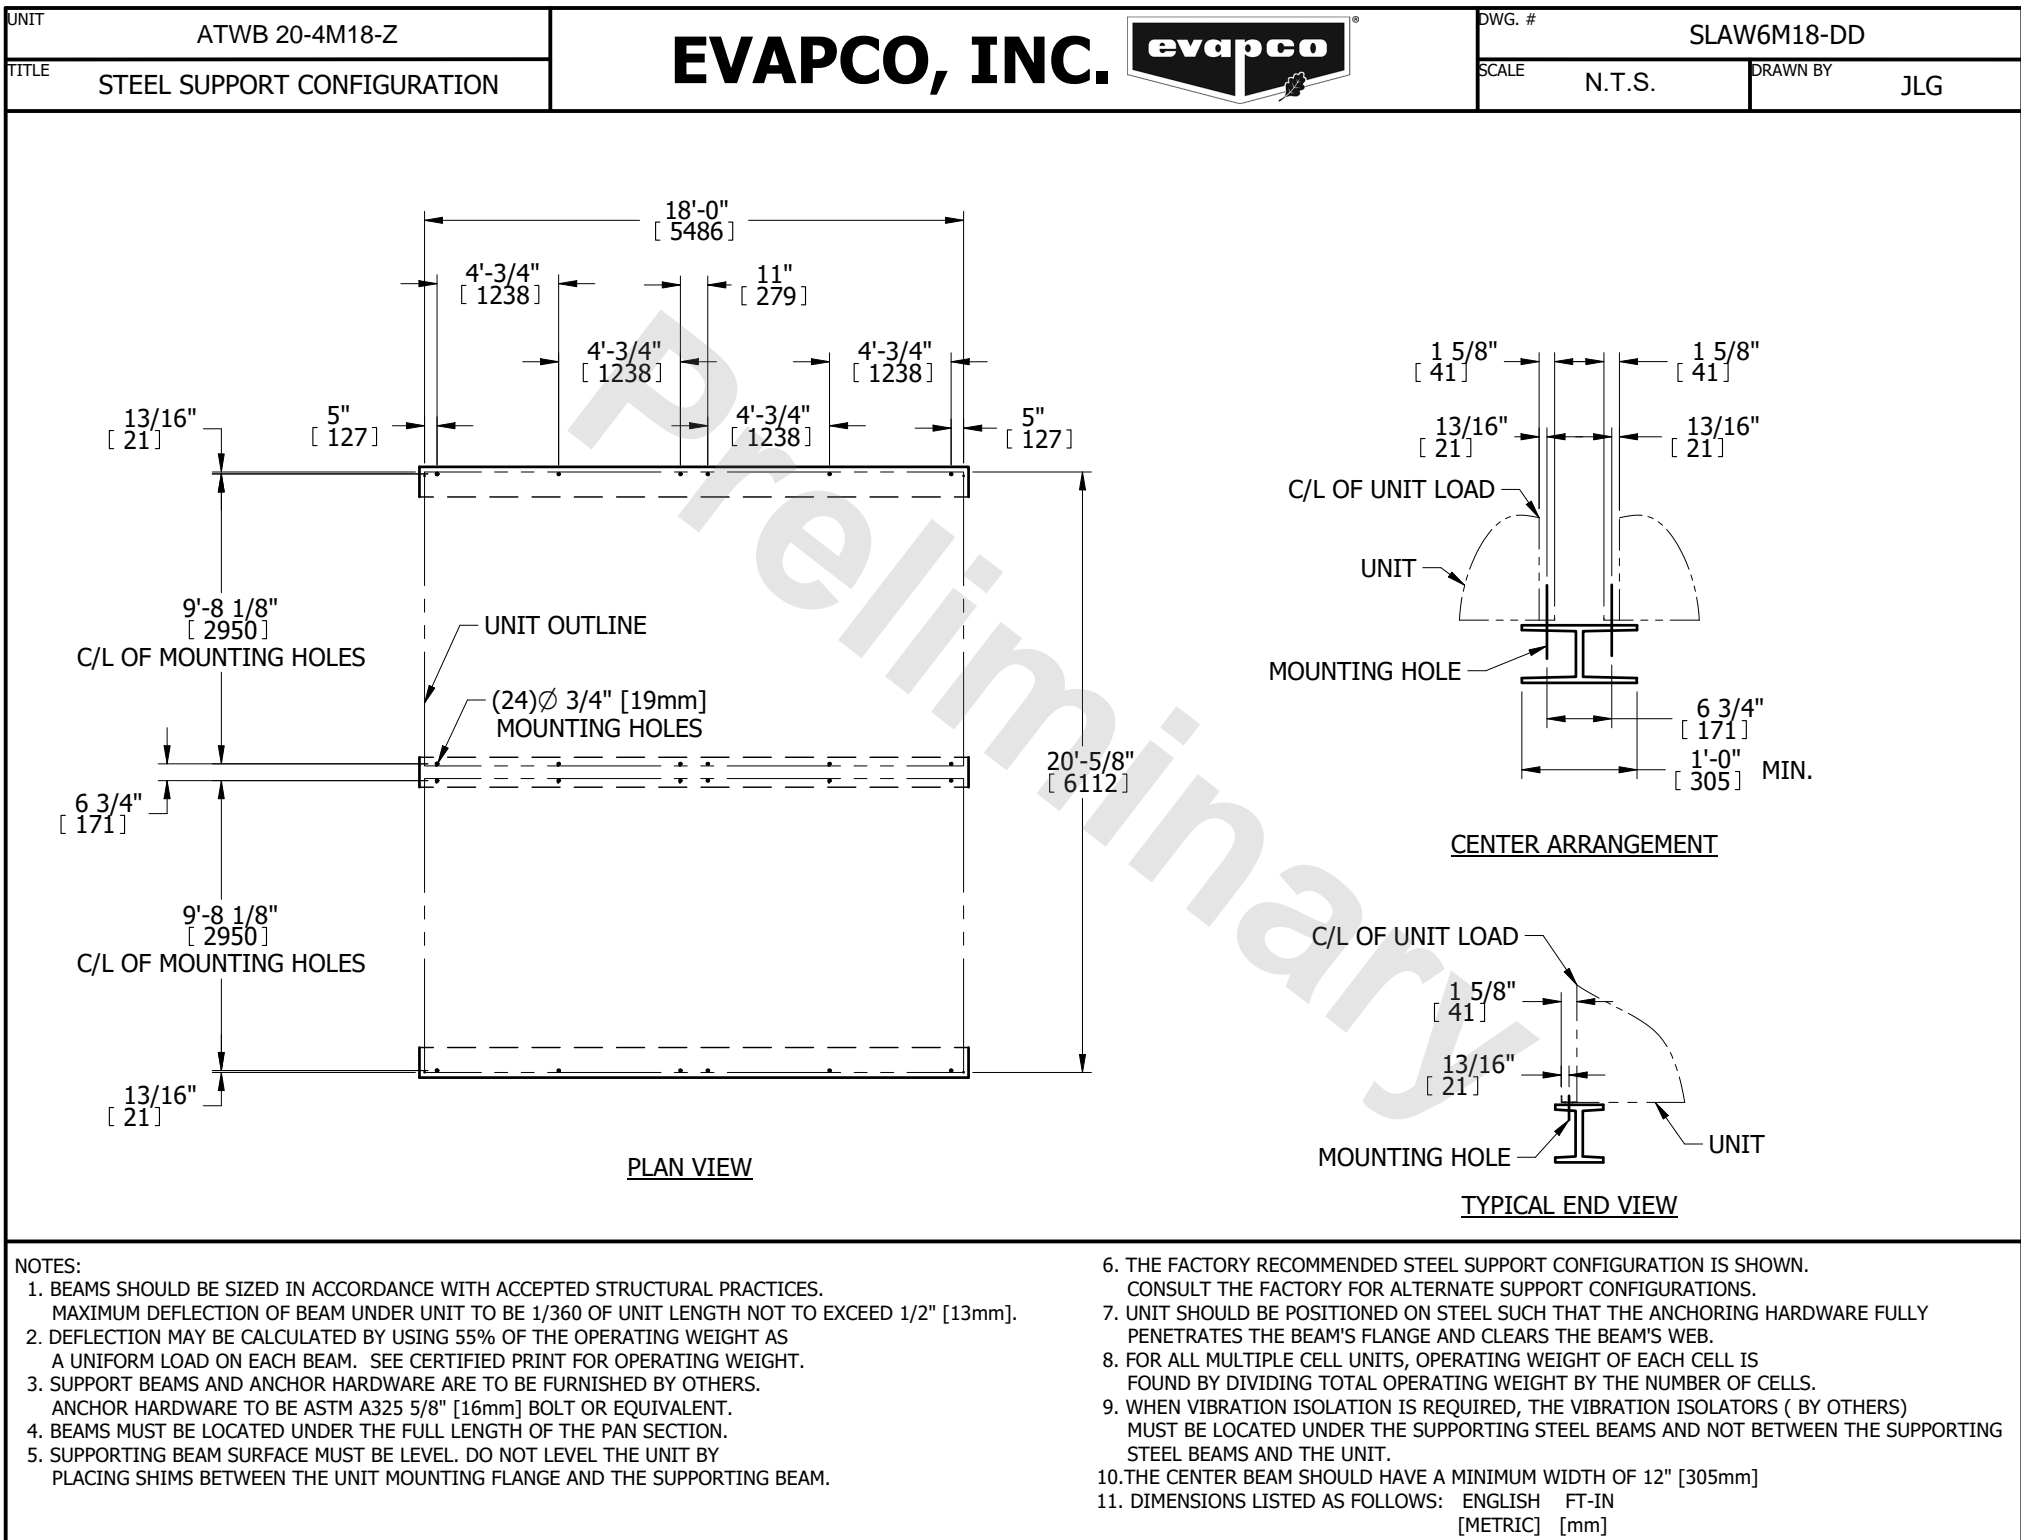 UNIT
ATWB 20-4M18-Z
TITLE
STEEL SUPPORT CONFIGURATION
EVAPCO, INC.
evapco
®
DWG. #
SLAW6M18-DD
SCALE
N.T.S.
DRAWN BY
JLG
18'-0"
[ 5486 ]
4'-3/4"
[ 1238 ]
11"
[ 279 ]
4'-3/4"
[ 1238 ]
4'-3/4"
[ 1238 ]
13/16"
[ 21 ]
5"
[ 127 ]
4'-3/4"
[ 1238 ]
5"
[ 127 ]
9'-8 1/8"
[ 2950 ]
C/L OF MOUNTING HOLES
UNIT OUTLINE
(24)∅ 3/4" [19mm]
MOUNTING HOLES
6 3/4"
[ 171 ]
20'-5/8"
[ 6112 ]
9'-8 1/8"
[ 2950 ]
C/L OF MOUNTING HOLES
13/16"
[ 21 ]
PLAN VIEW
Preliminary
1 5/8"
[ 41 ]
1 5/8"
[ 41 ]
13/16"
[ 21 ]
13/16"
[ 21 ]
C/L OF UNIT LOAD
UNIT
MOUNTING HOLE
6 3/4"
[ 171 ]
1'-0"
[ 305 ] MIN.
CENTER ARRANGEMENT
C/L OF UNIT LOAD
1 5/8"
[ 41 ]
13/16"
[ 21 ]
MOUNTING HOLE
UNIT
TYPICAL END VIEW
NOTES:
1. BEAMS SHOULD BE SIZED IN ACCORDANCE WITH ACCEPTED STRUCTURAL PRACTICES.
MAXIMUM DEFLECTION OF BEAM UNDER UNIT TO BE 1/360 OF UNIT LENGTH NOT TO EXCEED 1/2" [13mm].
2. DEFLECTION MAY BE CALCULATED BY USING 55% OF THE OPERATING WEIGHT AS
A UNIFORM LOAD ON EACH BEAM. SEE CERTIFIED PRINT FOR OPERATING WEIGHT.
3. SUPPORT BEAMS AND ANCHOR HARDWARE ARE TO BE FURNISHED BY OTHERS.
ANCHOR HARDWARE TO BE ASTM A325 5/8" [16mm] BOLT OR EQUIVALENT.
4. BEAMS MUST BE LOCATED UNDER THE FULL LENGTH OF THE PAN SECTION.
5. SUPPORTING BEAM SURFACE MUST BE LEVEL. DO NOT LEVEL THE UNIT BY
PLACING SHIMS BETWEEN THE UNIT MOUNTING FLANGE AND THE SUPPORTING BEAM.
6. THE FACTORY RECOMMENDED STEEL SUPPORT CONFIGURATION IS SHOWN.
CONSULT THE FACTORY FOR ALTERNATE SUPPORT CONFIGURATIONS.
7. UNIT SHOULD BE POSITIONED ON STEEL SUCH THAT THE ANCHORING HARDWARE FULLY
PENETRATES THE BEAM'S FLANGE AND CLEARS THE BEAM'S WEB.
8. FOR ALL MULTIPLE CELL UNITS, OPERATING WEIGHT OF EACH CELL IS
FOUND BY DIVIDING TOTAL OPERATING WEIGHT BY THE NUMBER OF CELLS.
9. WHEN VIBRATION ISOLATION IS REQUIRED, THE VIBRATION ISOLATORS ( BY OTHERS)
MUST BE LOCATED UNDER THE SUPPORTING STEEL BEAMS AND NOT BETWEEN THE SUPPORTING
STEEL BEAMS AND THE UNIT.
10.THE CENTER BEAM SHOULD HAVE A MINIMUM WIDTH OF 12" [305mm]
11. DIMENSIONS LISTED AS FOLLOWS: ENGLISH FT-IN
[METRIC] [mm]